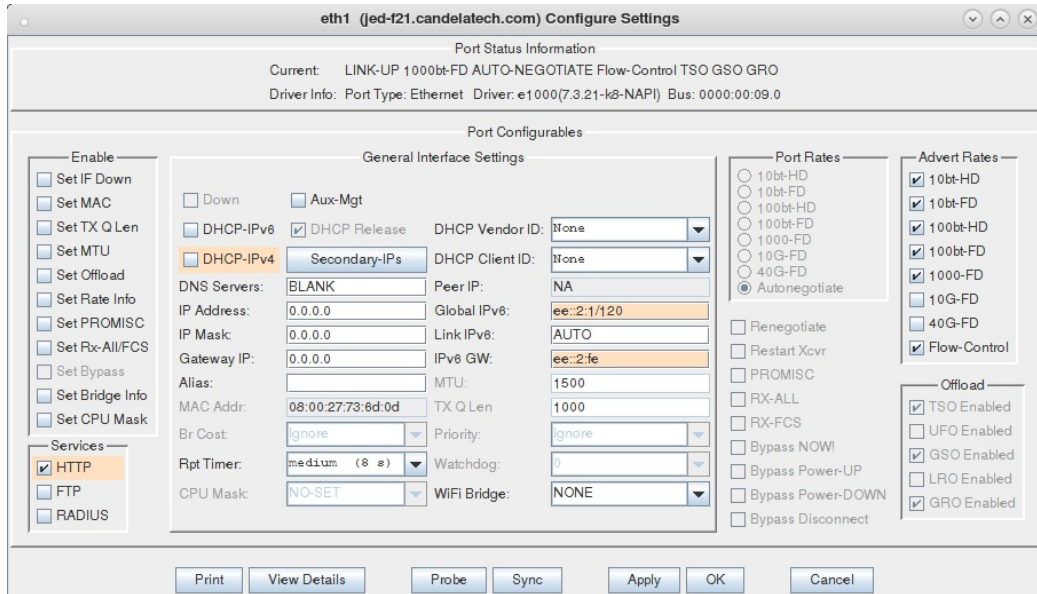 eth1 (jed-f21.candelatech.com) Configure Settings
Port Status Information
Current: LINK-UP 1000bt-FD AUTO-NEGOTIATE Flow-Control TSO GSO GRO
Driver Info: Port Type: Ethernet Driver: e1000(7.3.21-k8-NAPI) Bus: 0000:00:09.0
Port Configurables
Enable
Set IF Down
Set MAC
Set TX Q Len
Set MTU
Set Offload
Set Rate Info
Set PROMISC
Set Rx-All/FCS
Set Bypass
Set Bridge Info
Set CPU Mask
Services
HTTP
FTP
RADIUS
General Interface Settings
Down Aux-Mgt
DHCP-IPv6 DHCP Release DHCP Vendor ID: None
DHCP-IPv4 Secondary-IPs DHCP Client ID: None
DNS Servers: BLANK Peer IP: NA
IP Address: 0.0.0.0 Global IPv6: ee::2:1/120
IP Mask: 0.0.0.0 Link IPv6: AUTO
Gateway IP: 0.0.0.0 IPv6 GW: ee::2:fe
Alias: MTU: 1500
MAC Addr: 08:00:27:73:6d:0d TX Q Len 1000
Br Cost: Ignore Priority: Ignore
Rpt Timer: medium (8 s) Watchdog: 0
CPU Mask: NO-SET WiFi Bridge: NONE
Port Rates
10bt-HD
10bt-FD
100bt-HD
100bt-FD
1000-FD
10G-FD
40G-FD
Autonegotiate
Renegotiate
Restart Xcvr
PROMISC
RX-ALL
RX-FCS
Bypass NOW!
Bypass Power-UP
Bypass Power-DOWN
Bypass Disconnect
Advert Rates
10bt-HD
10bt-FD
100bt-HD
100bt-FD
1000-FD
10G-FD
40G-FD
Flow-Control
Offload
TSO Enabled
UFO Enabled
GSO Enabled
LRO Enabled
GRO Enabled
Print View Details Probe Sync Apply OK Cancel